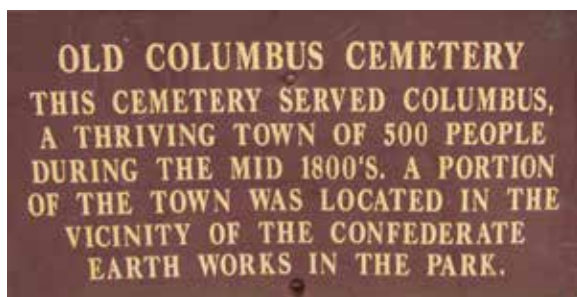 OLD COLUMBUS CEMETERY
THIS CEMETERY SERVED COLUMBUS,
A THRIVING TOWN OF 500 PEOPLE
DURING THE MID 1800'S. A PORTION
OF THE TOWN WAS LOCATED IN THE
VICINITY OF THE CONFEDERATE
EARTH WORKS IN THE PARK.